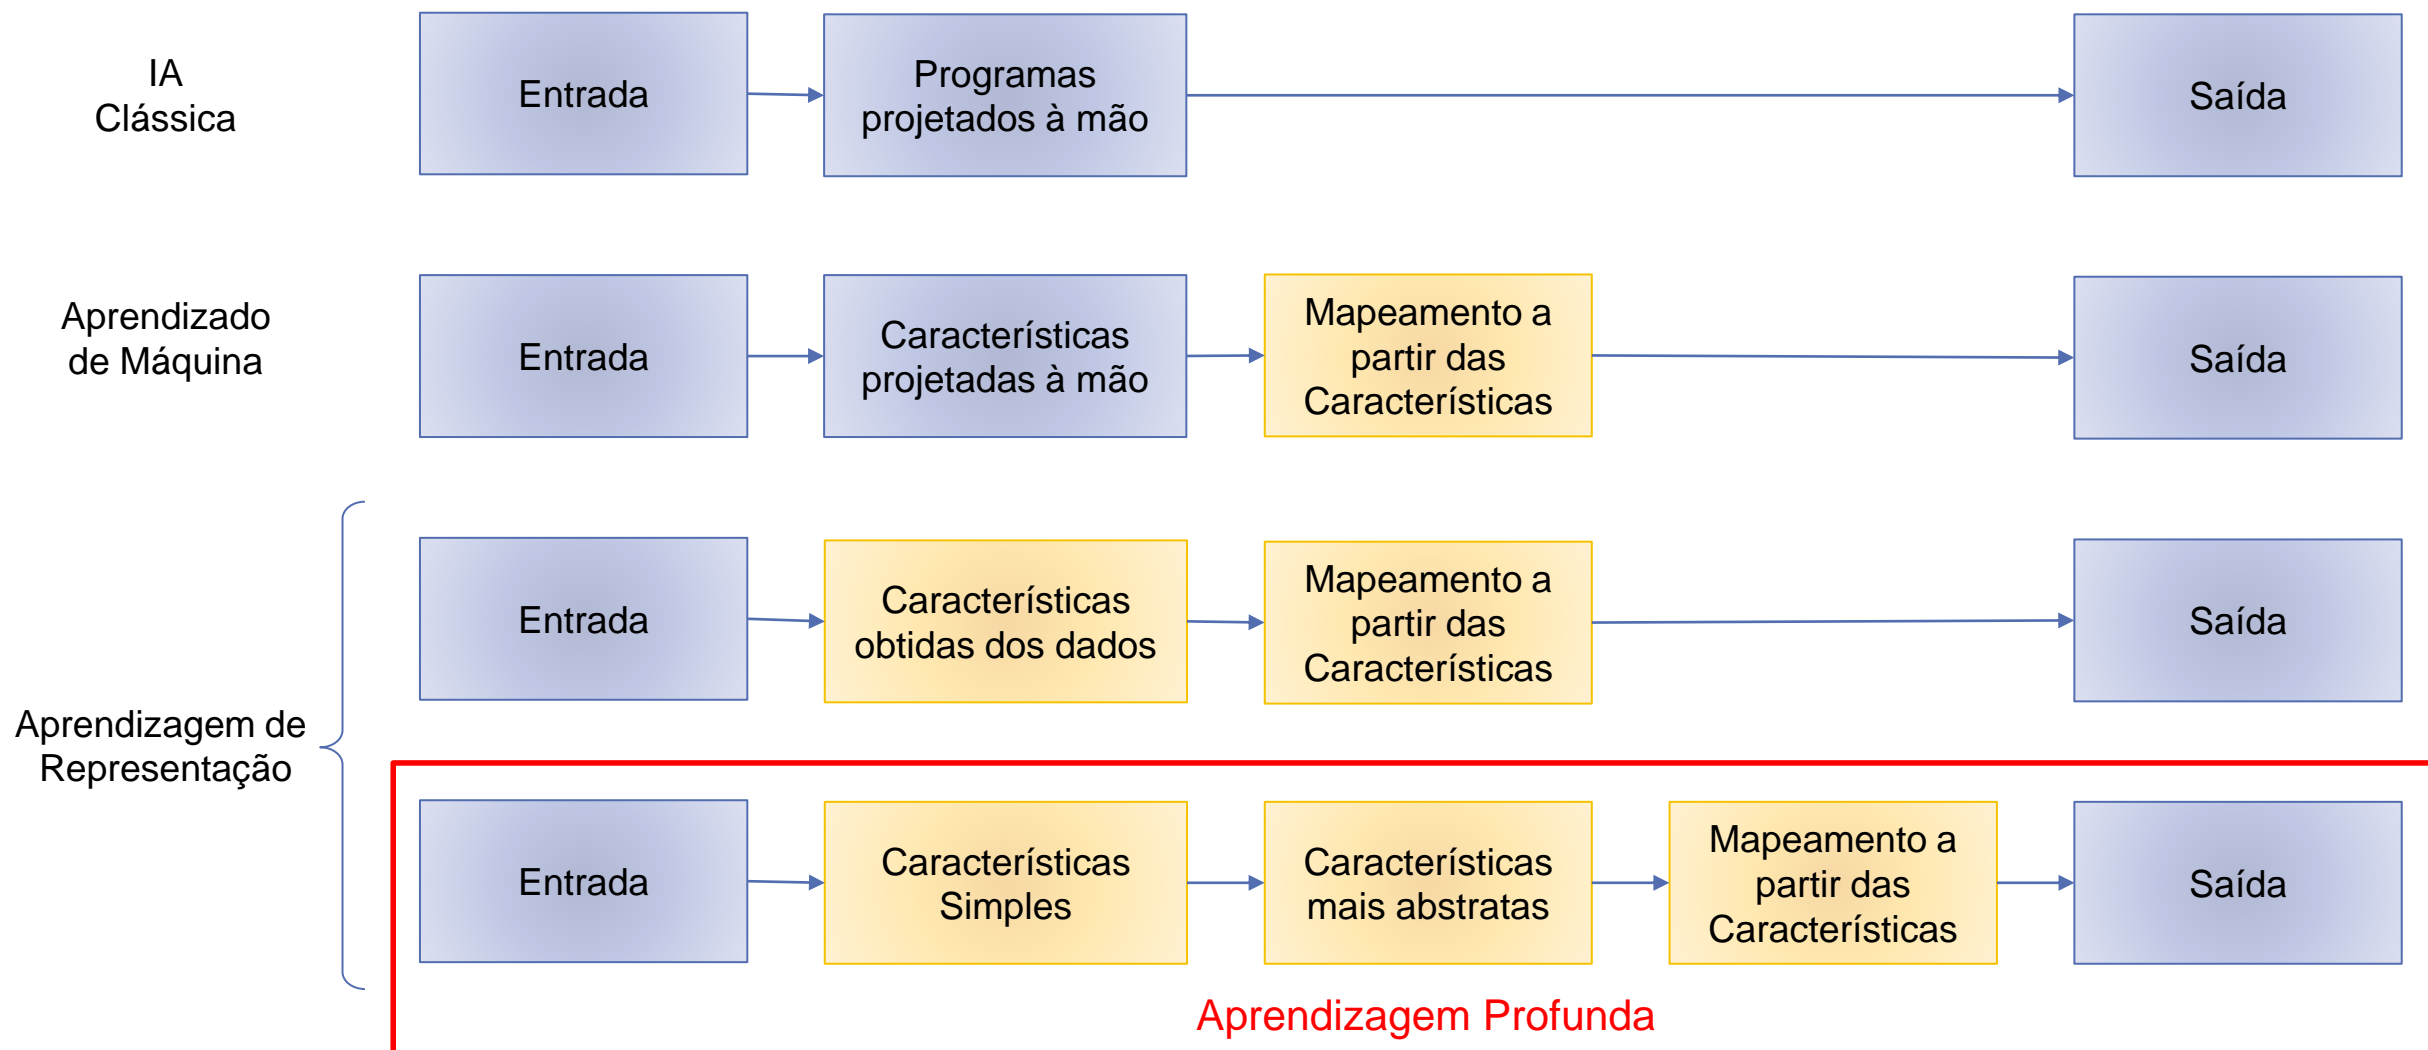 IA
Clássica
Entrada
Programas
projetados à mão
Saída
Aprendizado
de Máquina
Entrada
Características
projetadas à mão
Mapeamento a
partir das
Características
Saída
Aprendizagem de
Representação
Entrada
Características
obtidas dos dados
Mapeamento a
partir das
Características
Saída
Entrada
Características
Simples
Características
mais abstratas
Mapeamento a
partir das
Características
Saída
Aprendizagem Profunda